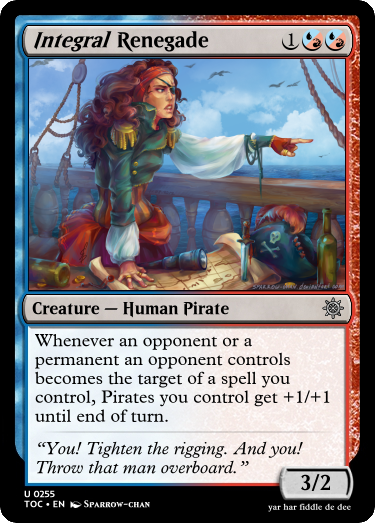 Integral Renegade 1
Creature — Human Pirate
Whenever an opponent or a
permanent an opponent controls
becomes the target of a spell you
control, Pirates you control get +1/+1
until end of turn.
“You! Tighten the rigging. And you!
Throw that man overboard.”
3/2
U 0255
TOC • EN Sparrow-chan
yar har fiddle de dee